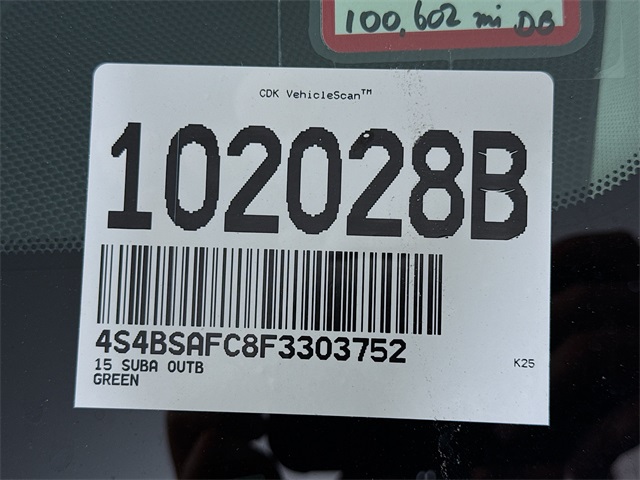 100,602 mi DB
CDK VehicleScan™
102028B
4S4BSAFC8F3303752
15 SUBA OUTB
GREEN
K25